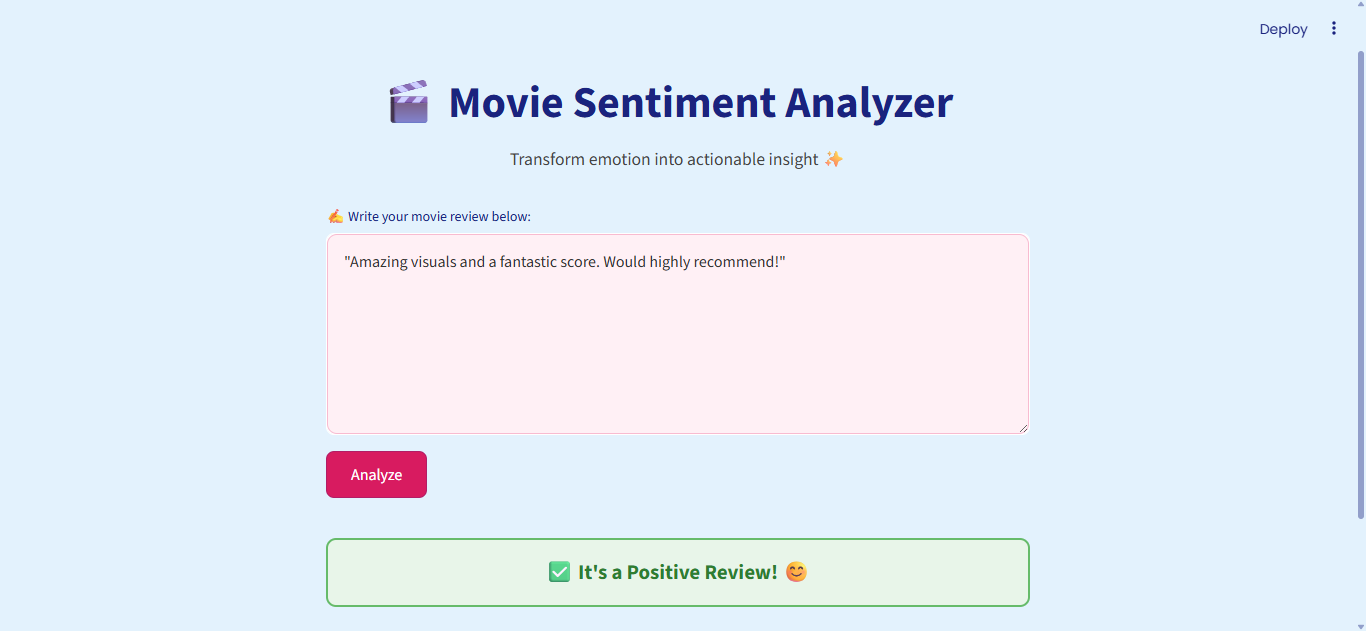 Deploy
🎬 Movie Sentiment Analyzer
Transform emotion into actionable insight ✨
✍️ Write your movie review below:
"Amazing visuals and a fantastic score. Would highly recommend!"
Analyze
✅ It's a Positive Review! 😊